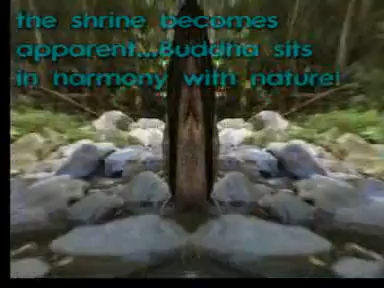 the shrine becomes
apparent...Buddha sits
in harmony with nature!